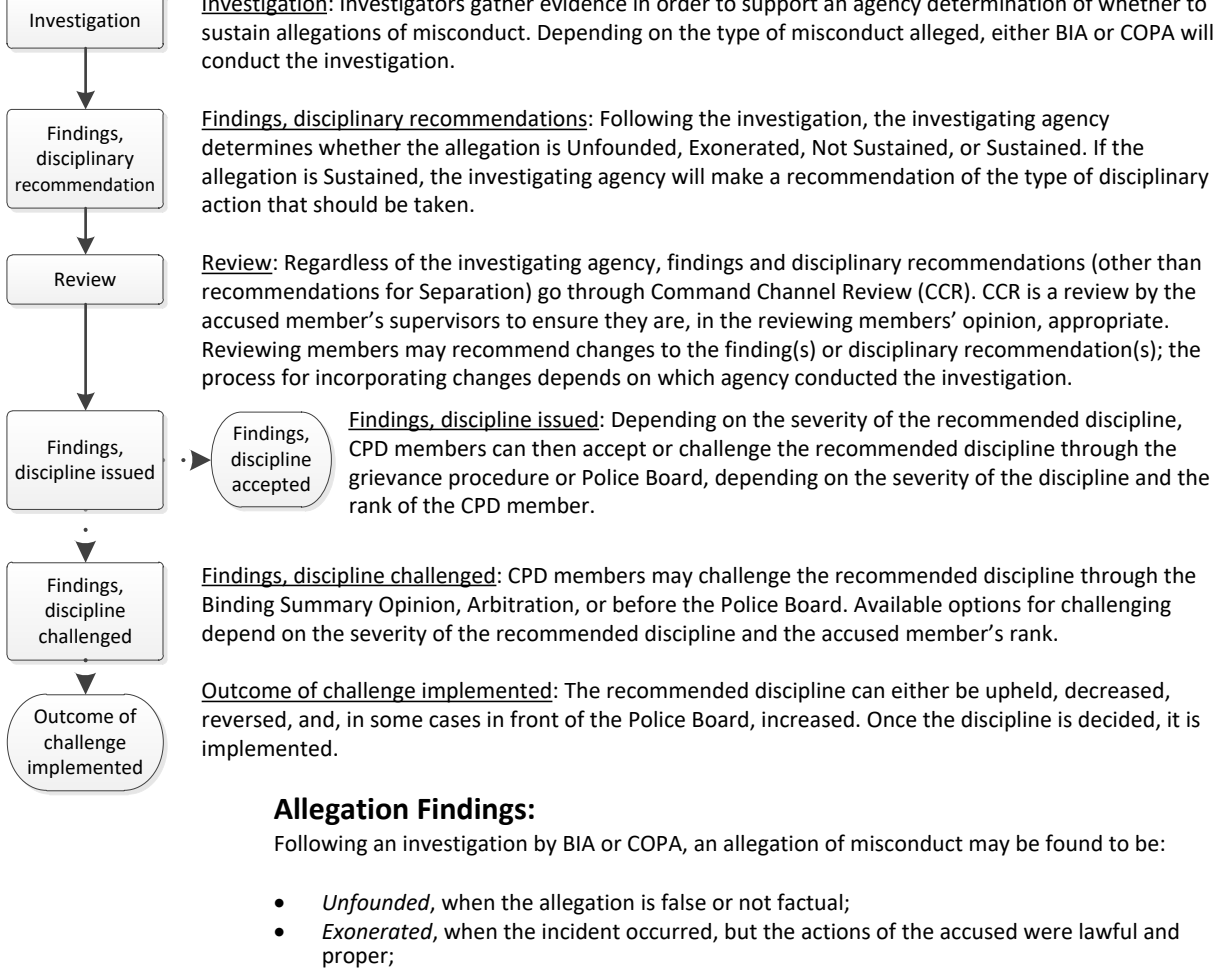 Investigation
Investigation: Investigators gather evidence in order to support an agency determination of whether to
sustain allegations of misconduct. Depending on the type of misconduct alleged, either BIA or COPA will
conduct the investigation.
Findings,
disciplinary
recommendation
Findings, disciplinary recommendations: Following the investigation, the investigating agency
determines whether the allegation is Unfounded, Exonerated, Not Sustained, or Sustained. If the
allegation is Sustained, the investigating agency will make a recommendation of the type of disciplinary
action that should be taken.
Review
Review: Regardless of the investigating agency, findings and disciplinary recommendations (other than
recommendations for Separation) go through Command Channel Review (CCR). CCR is a review by the
accused member’s supervisors to ensure they are, in the reviewing members’ opinion, appropriate.
Reviewing members may recommend changes to the finding(s) or disciplinary recommendation(s); the
process for incorporating changes depends on which agency conducted the investigation.
Findings,
discipline issued
Findings,
discipline
accepted
Findings, discipline issued: Depending on the severity of the recommended discipline,
CPD members can then accept or challenge the recommended discipline through the
grievance procedure or Police Board, depending on the severity of the discipline and the
rank of the CPD member.
Findings,
discipline
challenged
Findings, discipline challenged: CPD members may challenge the recommended discipline through the
Binding Summary Opinion, Arbitration, or before the Police Board. Available options for challenging
depend on the severity of the recommended discipline and the accused member’s rank.
Outcome of
challenge
implemented
Outcome of challenge implemented: The recommended discipline can either be upheld, decreased,
reversed, and, in some cases in front of the Police Board, increased. Once the discipline is decided, it is
implemented.
Allegation Findings:
Following an investigation by BIA or COPA, an allegation of misconduct may be found to be:
• Unfounded, when the allegation is false or not factual;
• Exonerated, when the incident occurred, but the actions of the accused were lawful and
proper;